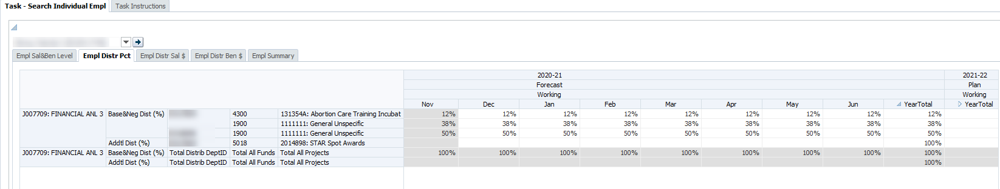 Task - Search Individual Empl Task Instructions
Empl Sal&Ben Level Empl Distr Pct Empl Distr Sal $ Empl Distr Ben $ Empl Summary
2020-21 2021-22
Forecast Plan
Working Working
Nov Dec Jan Feb Mar Apr May Jun YearTotal YearTotal
J007709: FINANCIAL ANL 3 Base&Neg Dist (%) 4300 131354A: Abortion Care Training Incubat 12% 12% 12% 12% 12% 12% 12% 12% 12%
1900 1111111: General Unspecific 38% 38% 38% 38% 38% 38% 38% 38% 38%
1900 1111111: General Unspecific 50% 50% 50% 50% 50% 50% 50% 50% 50%
Addtl Dist (%) 5018 2014898: STAR Spot Awards 100%
J007709: FINANCIAL ANL 3 Base&Neg Dist (%) Total Distrib DeptID Total All Funds Total All Projects 100% 100% 100% 100% 100% 100% 100% 100% 100%
Addtl Dist (%) Total Distrib DeptID Total All Funds Total All Projects 100%